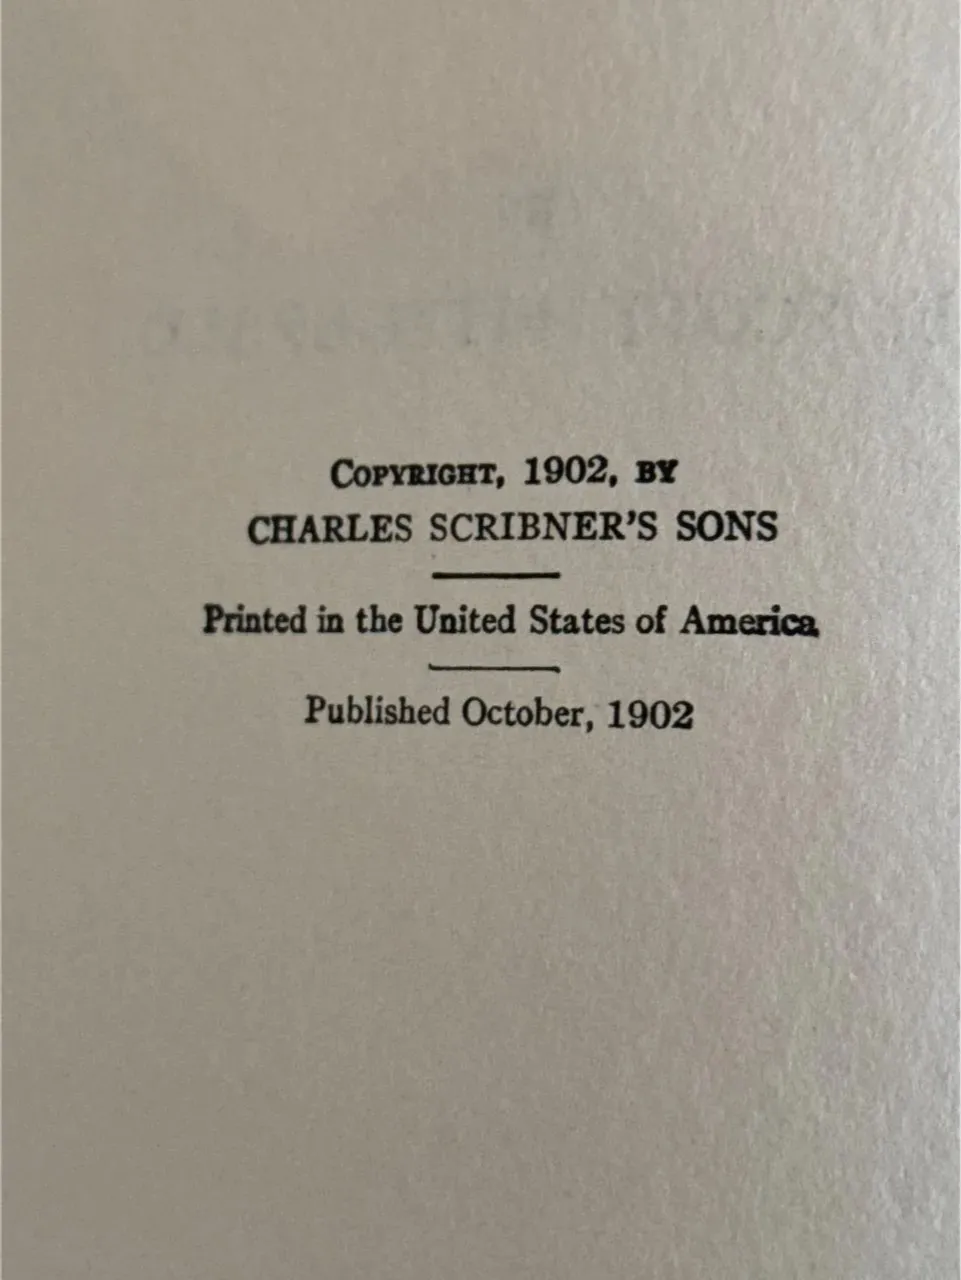 COPYRIGHT, 1902, BY
CHARLES SCRIBNER'S SONS
Printed in the United States of America
Published October, 1902